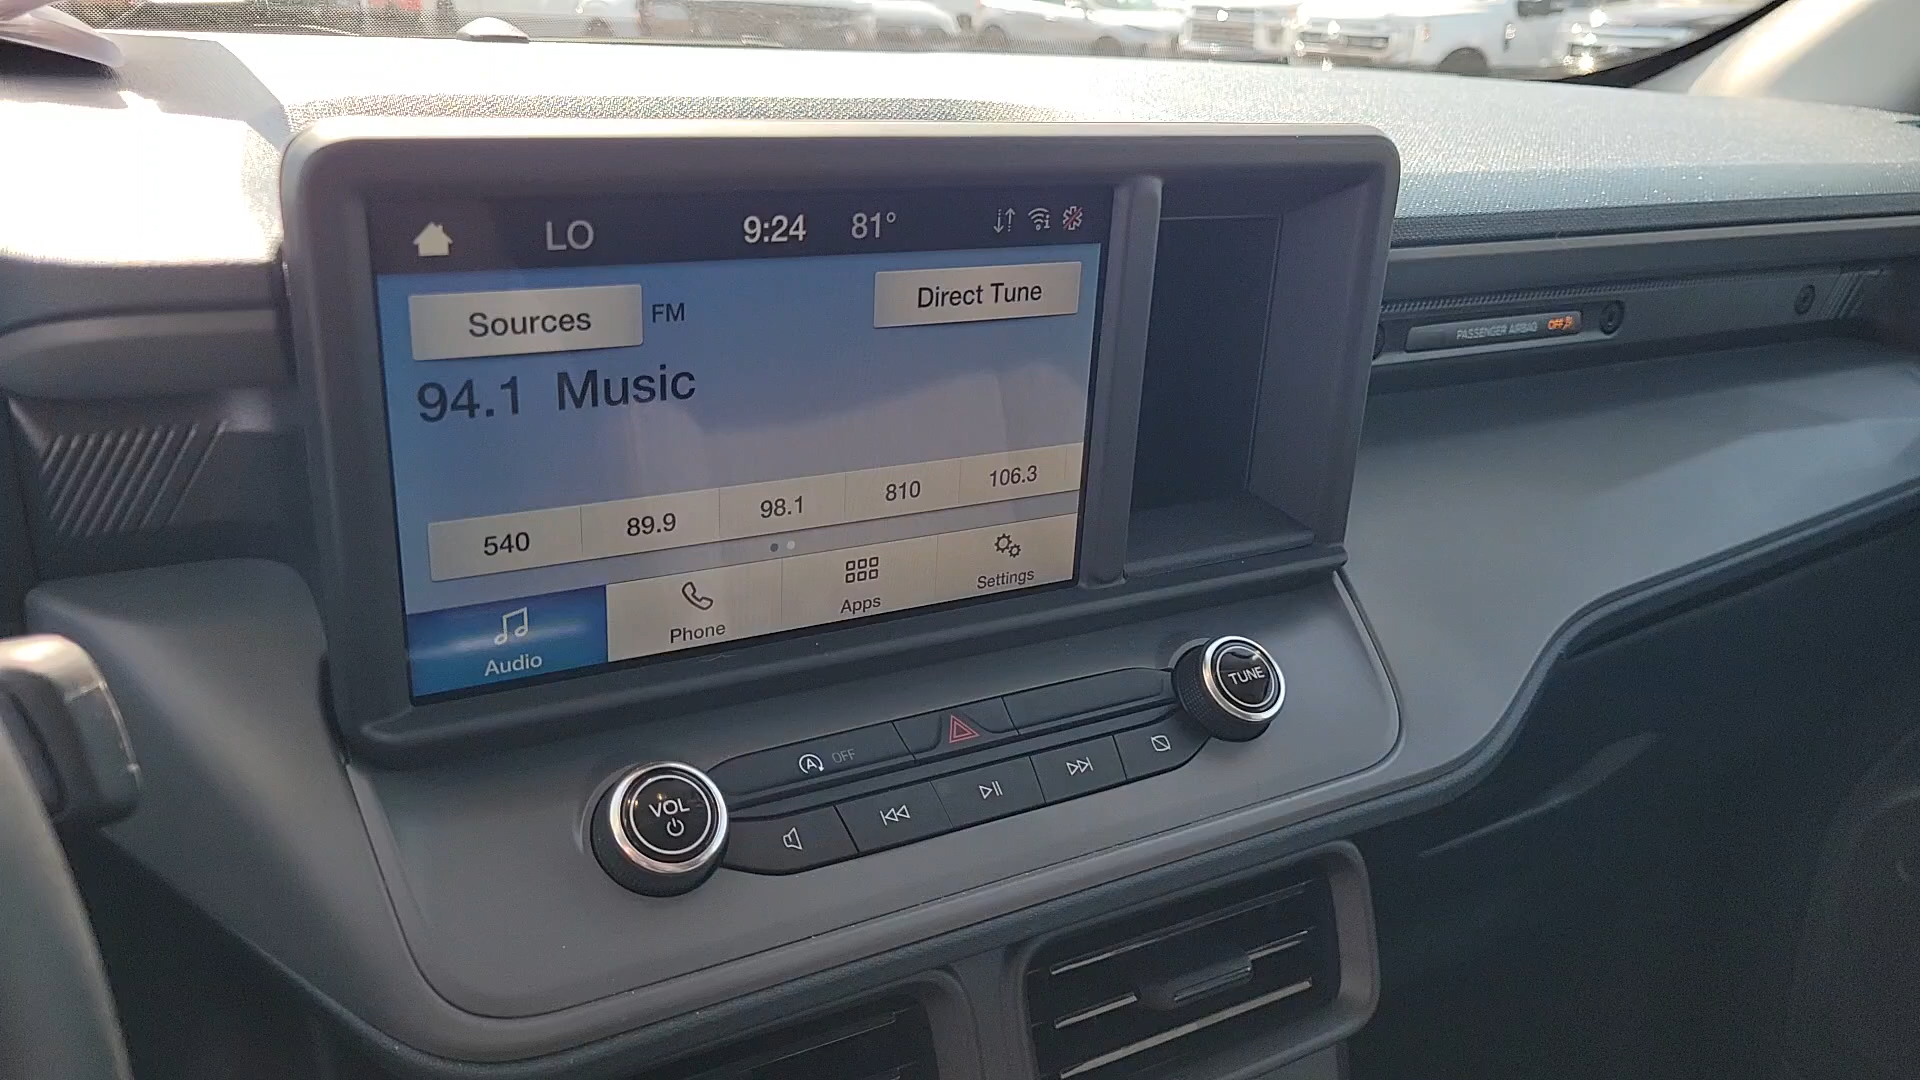 LO 9:24 81°
Sources FM Direct Tune
94.1 Music
540 89.9 98.1 810 106.3
Audio Phone Apps Settings
PASSENGER AIRBAG OFF
A OFF
VOL
TUNE